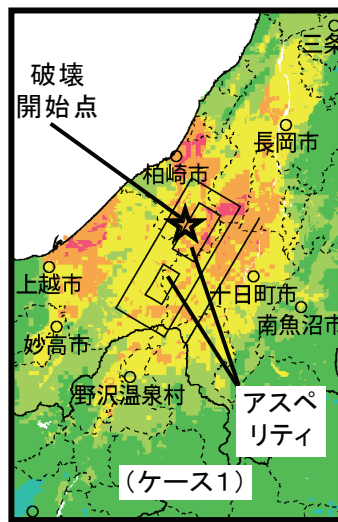 三条
破壊
開始点
長岡市
柏崎市
上越市
十日町市
南魚沼市
妙高市
野沢温泉村
アスペ
リティ
（ケース１）